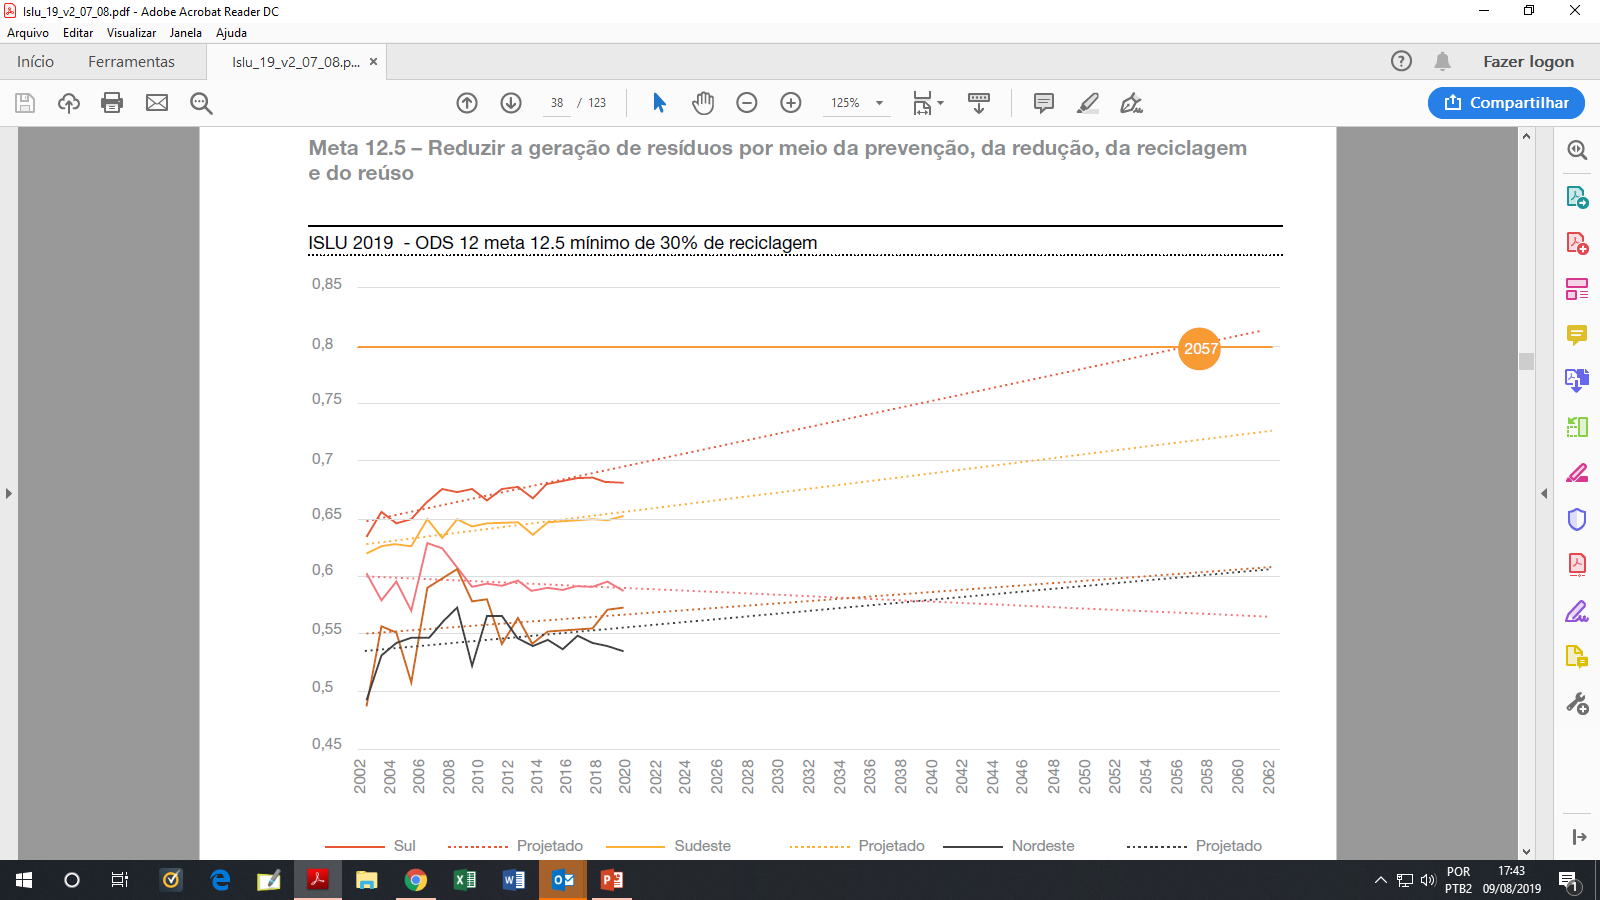 Islu_19_v2_07_08.pdf - Adobe Acrobat Reader DC
Arquivo Editar Visualizar Janela Ajuda
Início Ferramentas Islu_19_v2_07_08.p... × Fazer logon
38 / 123 125% Compartilhar
Meta 12.5 – Reduzir a geração de resíduos por meio da prevenção, da redução, da reciclagem
e do reúso
ISLU 2019 - ODS 12 meta 12.5 mínimo de 30% de reciclagem
0,85
0,8
2057
0,75
0,7
0,65
0,6
0,55
0,5
0,45
2002 2004 2006 2008 2010 2012 2014 2016 2018 2020 2022 2024 2026 2028 2030 2032 2034 2036 2038 2040 2042 2044 2046 2048 2050 2052 2054 2056 2058 2060 2062
Sul Projetado Sudeste Projetado Nordeste Projetado
POR 17:43
PTB2 09/08/2019 1